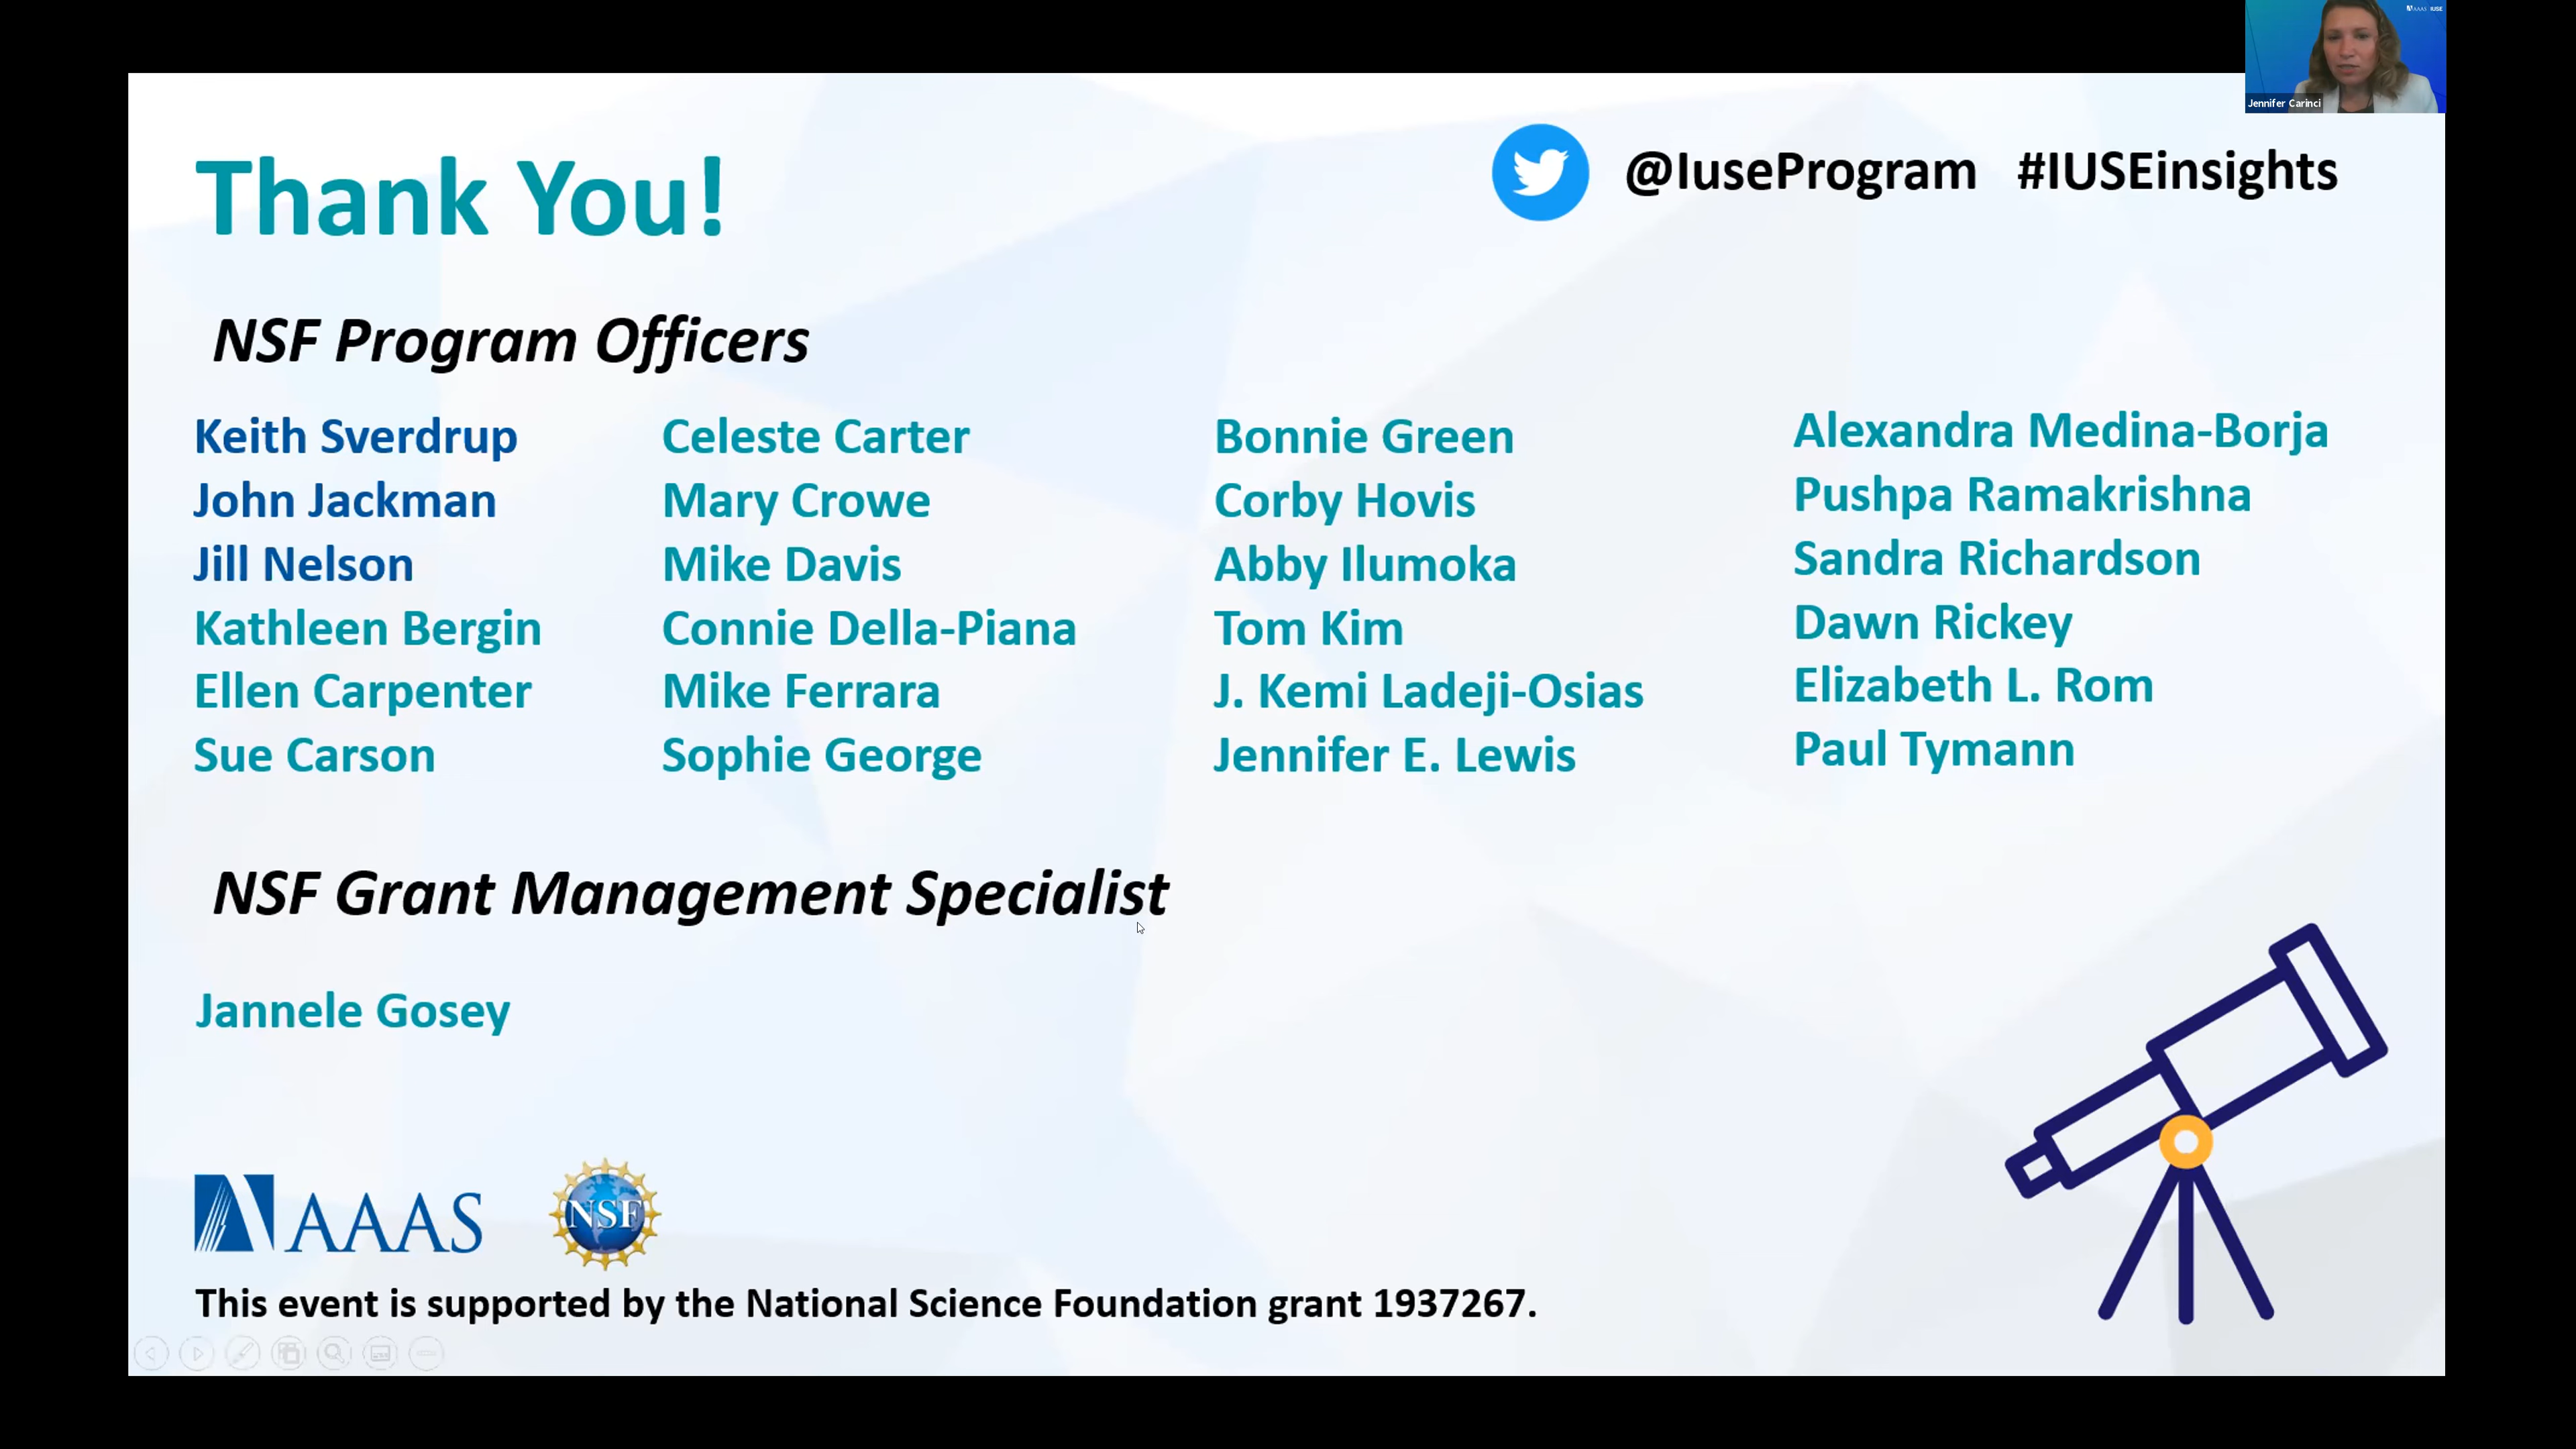 AAAS IUSE
Jennifer Carinci
Thank You!
@IuseProgram #IUSEinsights
NSF Program Officers
Keith Sverdrup
John Jackman
Jill Nelson
Kathleen Bergin
Ellen Carpenter
Sue Carson
Celeste Carter
Mary Crowe
Mike Davis
Connie Della-Piana
Mike Ferrara
Sophie George
Bonnie Green
Corby Hovis
Abby Ilumoka
Tom Kim
J. Kemi Ladeji-Osias
Jennifer E. Lewis
Alexandra Medina-Borja
Pushpa Ramakrishna
Sandra Richardson
Dawn Rickey
Elizabeth L. Rom
Paul Tymann
NSF Grant Management Specialist
Jannele Gosey
AAAS
NSF
This event is supported by the National Science Foundation grant 1937267.